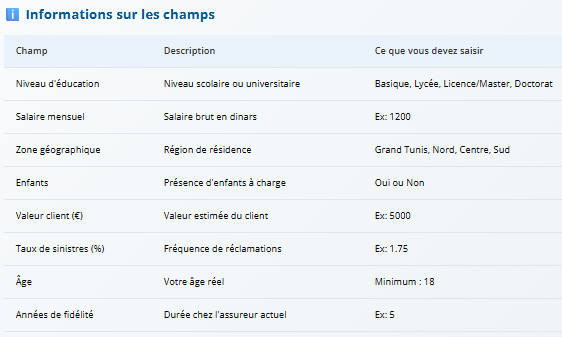 Informations sur les champs
Champ Description Ce que vous devez saisir
Niveau d'éducation Niveau scolaire ou universitaire Basique, Lycée, Licence/Master, Doctorat
Salaire mensuel Salaire brut en dinars Ex: 1200
Zone géographique Région de résidence Grand Tunis, Nord, Centre, Sud
Enfants Présence d'enfants à charge Oui ou Non
Valeur client (€) Valeur estimée du client Ex: 5000
Taux de sinistres (%) Fréquence de réclamations Ex: 1.75
Âge Votre âge réel Minimum : 18
Années de fidélité Durée chez l'assureur actuel Ex: 5